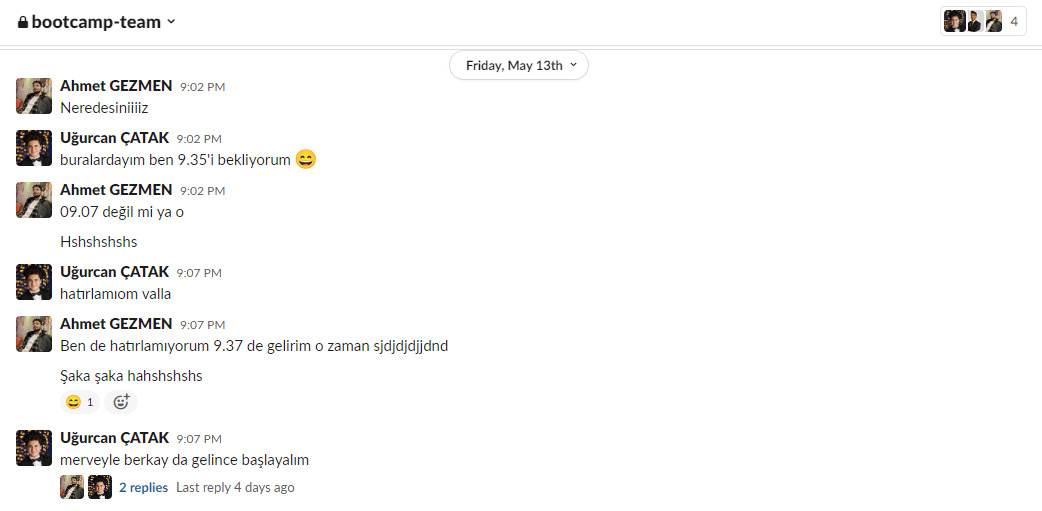 bootcamp-team
4
Friday, May 13th
Ahmet GEZMEN 9:02 PM
Neredesiniiiiz
Uğurcan ÇATAK 9:02 PM
buralardayım ben 9.35'i bekliyorum 😄
Ahmet GEZMEN 9:02 PM
09.07 değil mi ya o
Hshshshshs
Uğurcan ÇATAK 9:07 PM
hatırlamıom valla
Ahmet GEZMEN 9:07 PM
Ben de hatırlamıyorum 9.37 de gelirim o zaman sjdjdjdjjdnd
Şaka şaka hahshshshs
😄 1
Uğurcan ÇATAK 9:07 PM
merveyle berkay da gelince başlayalım
2 replies Last reply 4 days ago